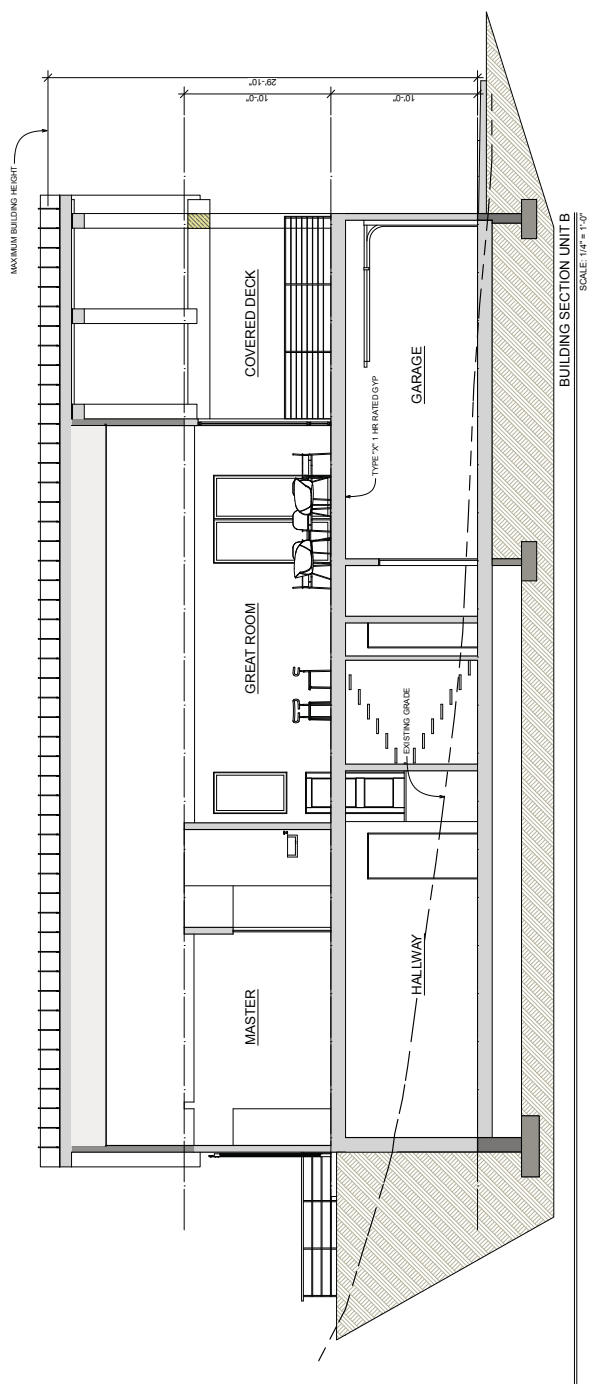 MAXIMUM BUILDING HEIGHT
29'-10"
10'-0"
10'-0"
COVERED DECK
GREAT ROOM
MASTER
TYPE "X" 1 HR RATED GYP
GARAGE
EXISTING GRADE
HALLWAY
BUILDING SECTION UNIT B
SCALE: 1/4" = 1'-0"